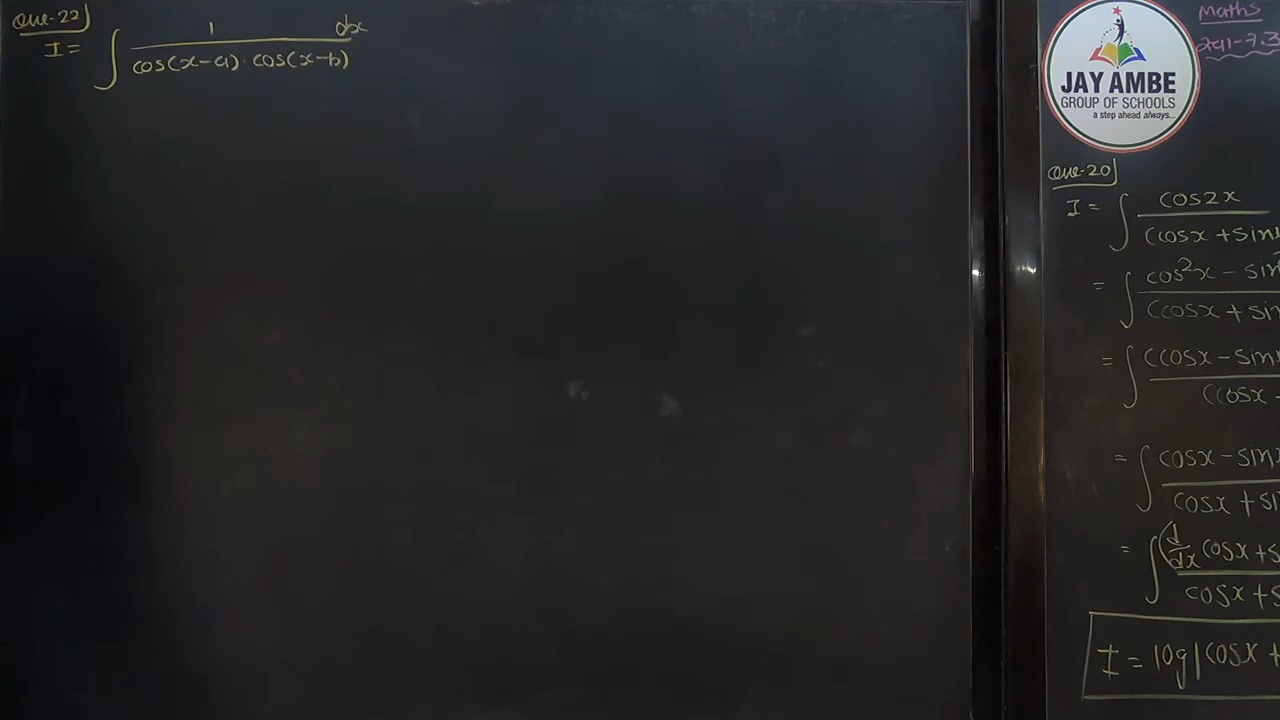 Que-22)
I = ∫ 1 / cos(x-a) · cos(x-b) dx
Maths
JAY AMBE
GROUP OF SCHOOLS
a step ahead always...
Que-20)
I = ∫ cos2x / (cosx + sin
= ∫ cos²x - sin / (cosx + sin
= ∫ (cosx - sin / (cosx
= ∫ cosx - sin / cosx + si
= ∫ (d/dx cosx + s / cosx + s
I = log|cosx +